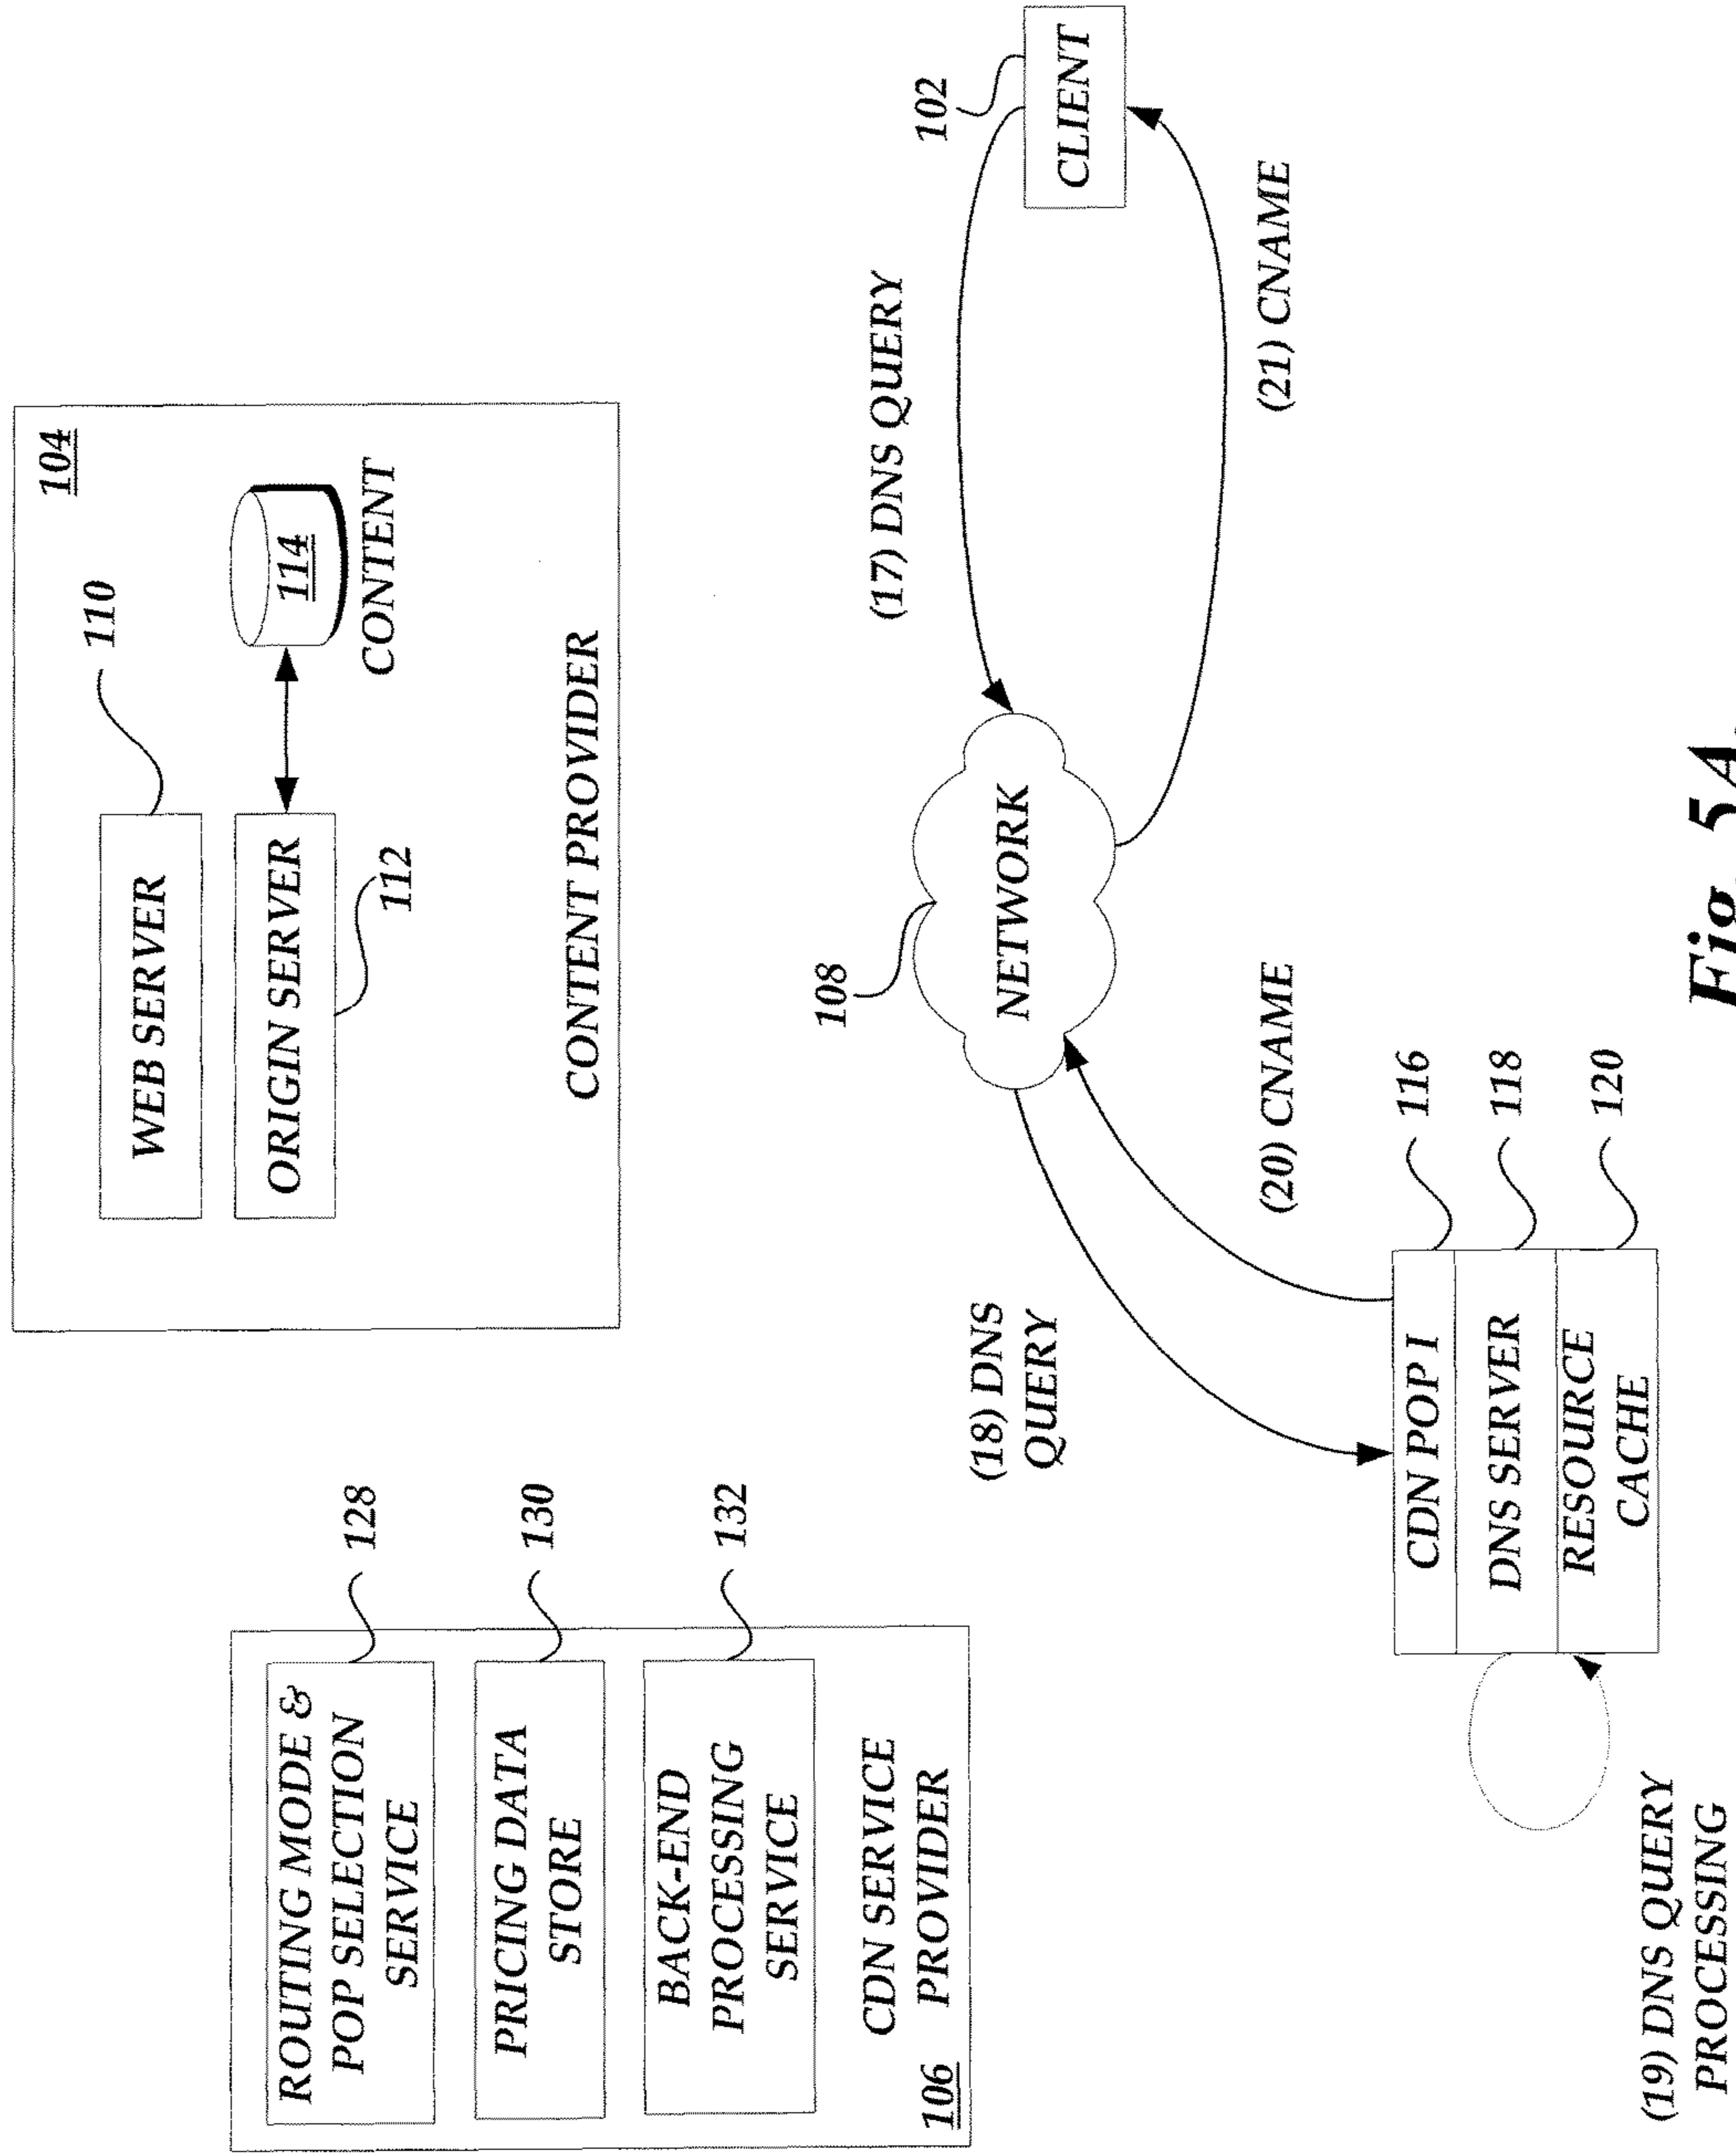 104
110
WEB SERVER
ORIGIN SERVER
112
114
CONTENT
CONTENT PROVIDER
ROUTING MODE &
POP SELECTION
SERVICE
128
PRICING DATA
STORE
130
BACK-END
PROCESSING
SERVICE
132
CDN SERVICE
PROVIDER
106
108
NETWORK
(17) DNS QUERY
102
CLIENT
(21) CNAME
(18) DNS
QUERY
(20) CNAME
CDN POP I
116
DNS SERVER
118
RESOURCE
CACHE
120
(19) DNS QUERY
PROCESSING
Fig. 5A.